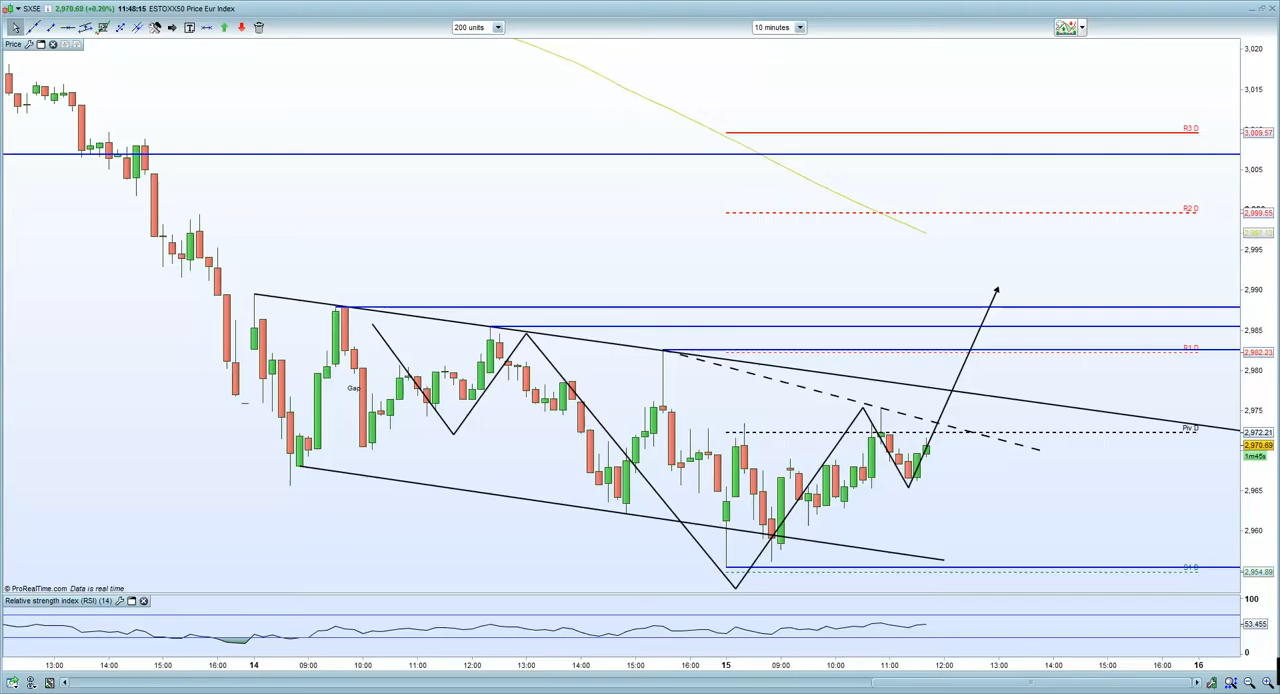 SX5E 2,970.69 (+0.29%) 11:48:15 ESTOXX50 Price Eur Index
200 units 10 minutes
Price
3,020
3,015
R3 D 3,009.57
3,005
R2 D 2,999.55
2,995
2,990
2,985
R1 D 2,982.23
2,980
Gap
2,975
Piv D 2,972.21
2,970.69
1m45s
2,965
2,960
S1 D 2,954.89
© ProRealTime.com Data is real time
Relative strength index (RSI) (14)
100
53.455
0
13:00 14:00 15:00 16:00 14 09:00 10:00 11:00 12:00 13:00 14:00 15:00 16:00 15 09:00 10:00 11:00 12:00 13:00 14:00 15:00 16:00 16